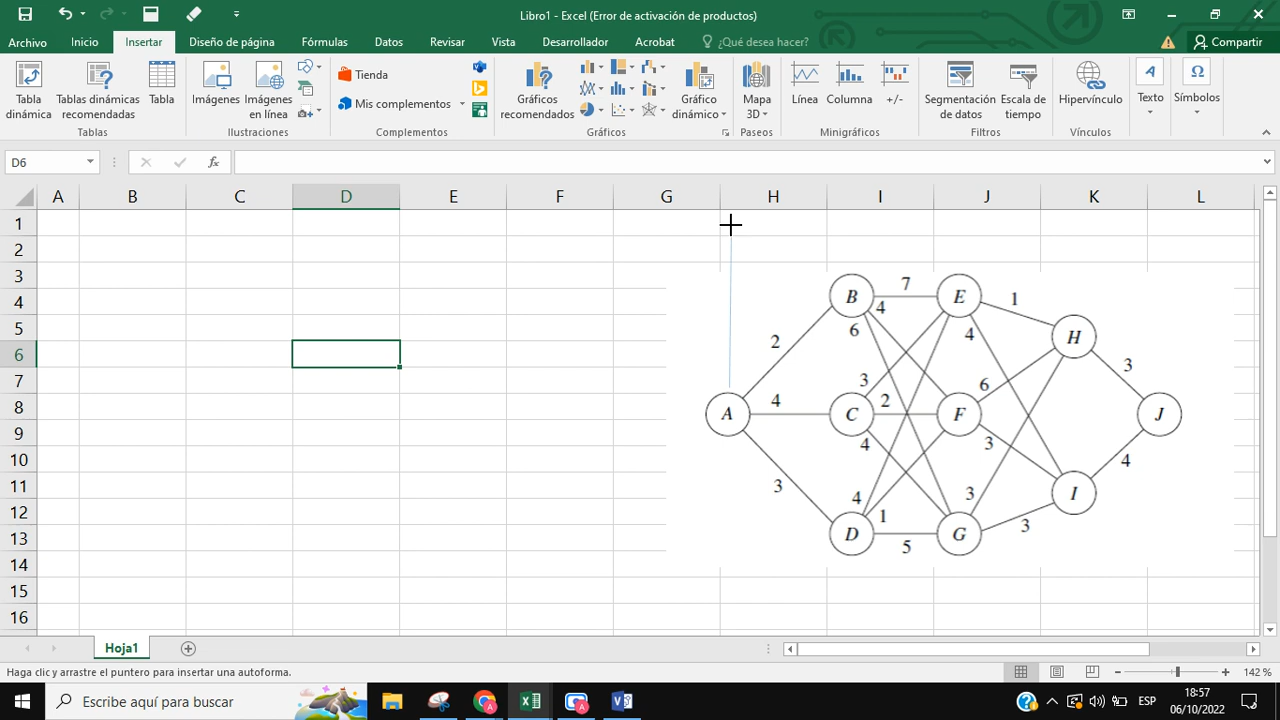 Libro1 - Excel (Error de activación de productos)
Archivo Inicio Insertar Diseño de página Fórmulas Datos Revisar Vista Desarrollador Acrobat ¿Qué desea hacer? Compartir
Tabla dinámica
Tablas dinámicas recomendadas
Tabla
Imágenes
Imágenes en línea
Tienda
Mis complementos
Gráficos recomendados
Gráfico dinámico
Mapa 3D
Línea
Columna
+/-
Segmentación de datos
Escala de tiempo
Hipervínculo
Texto
Símbolos
Tablas Ilustraciones Complementos Gráficos Paseos Minigráficos Filtros Vínculos
D6 fx
A B C D E F G H I J K L
1
2
3
4
5
6
7
8
9
10
11
12
13
14
15
16
B 7 E 1
4
6 4 H
2 3
3 6
A 4 C 2 F J
4 3 4
3 4 3 I
1 3
D 5 G
Hoja1
Haga clic y arrastre el puntero para insertar una autoforma. 142 %
Escribe aquí para buscar ESP 18:57
06/10/2022